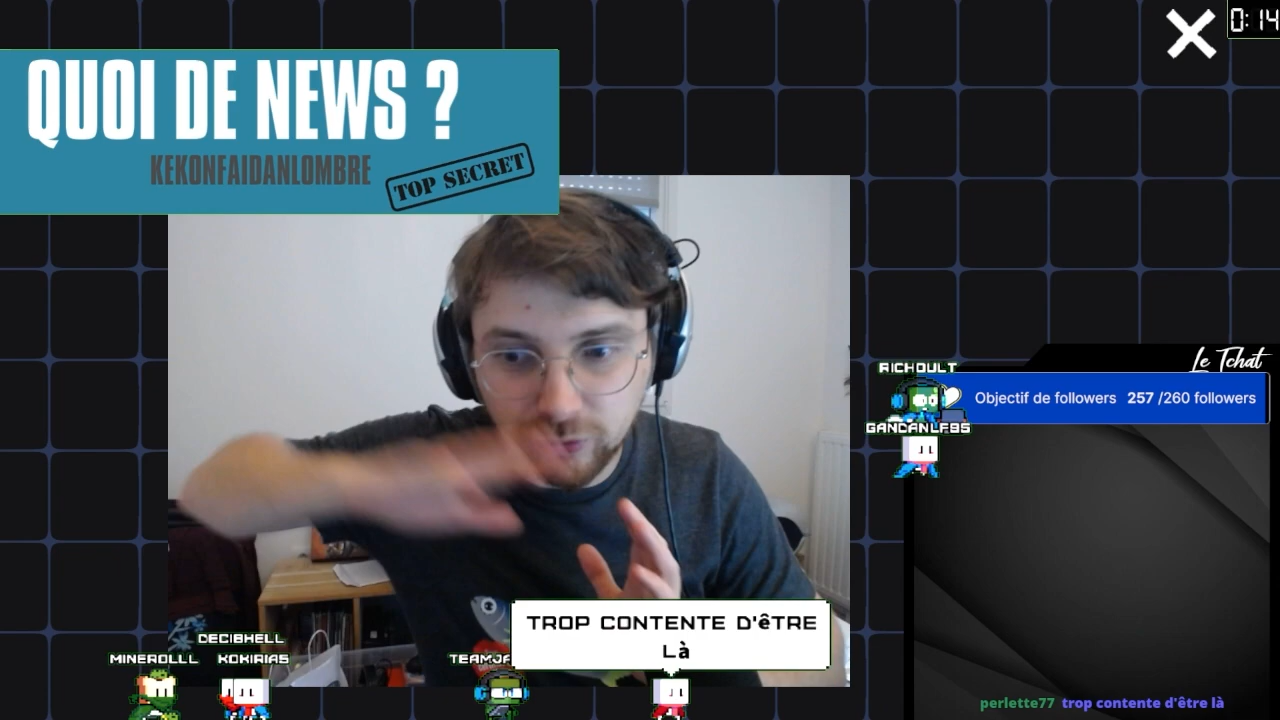 0:14
QUOI DE NEWS ?
KEKONFAIDANLOMBRE
TOP SECRET
Le Tchat
RICHOULT
Objectif de followers 257 /260 followers
GANCANLF95
TROP CONTENTE D'êTRE
Là
DECIBHELL
MINEROLLL
KOKIRIAS
TEAMJA
perlette77 trop contente d'être là